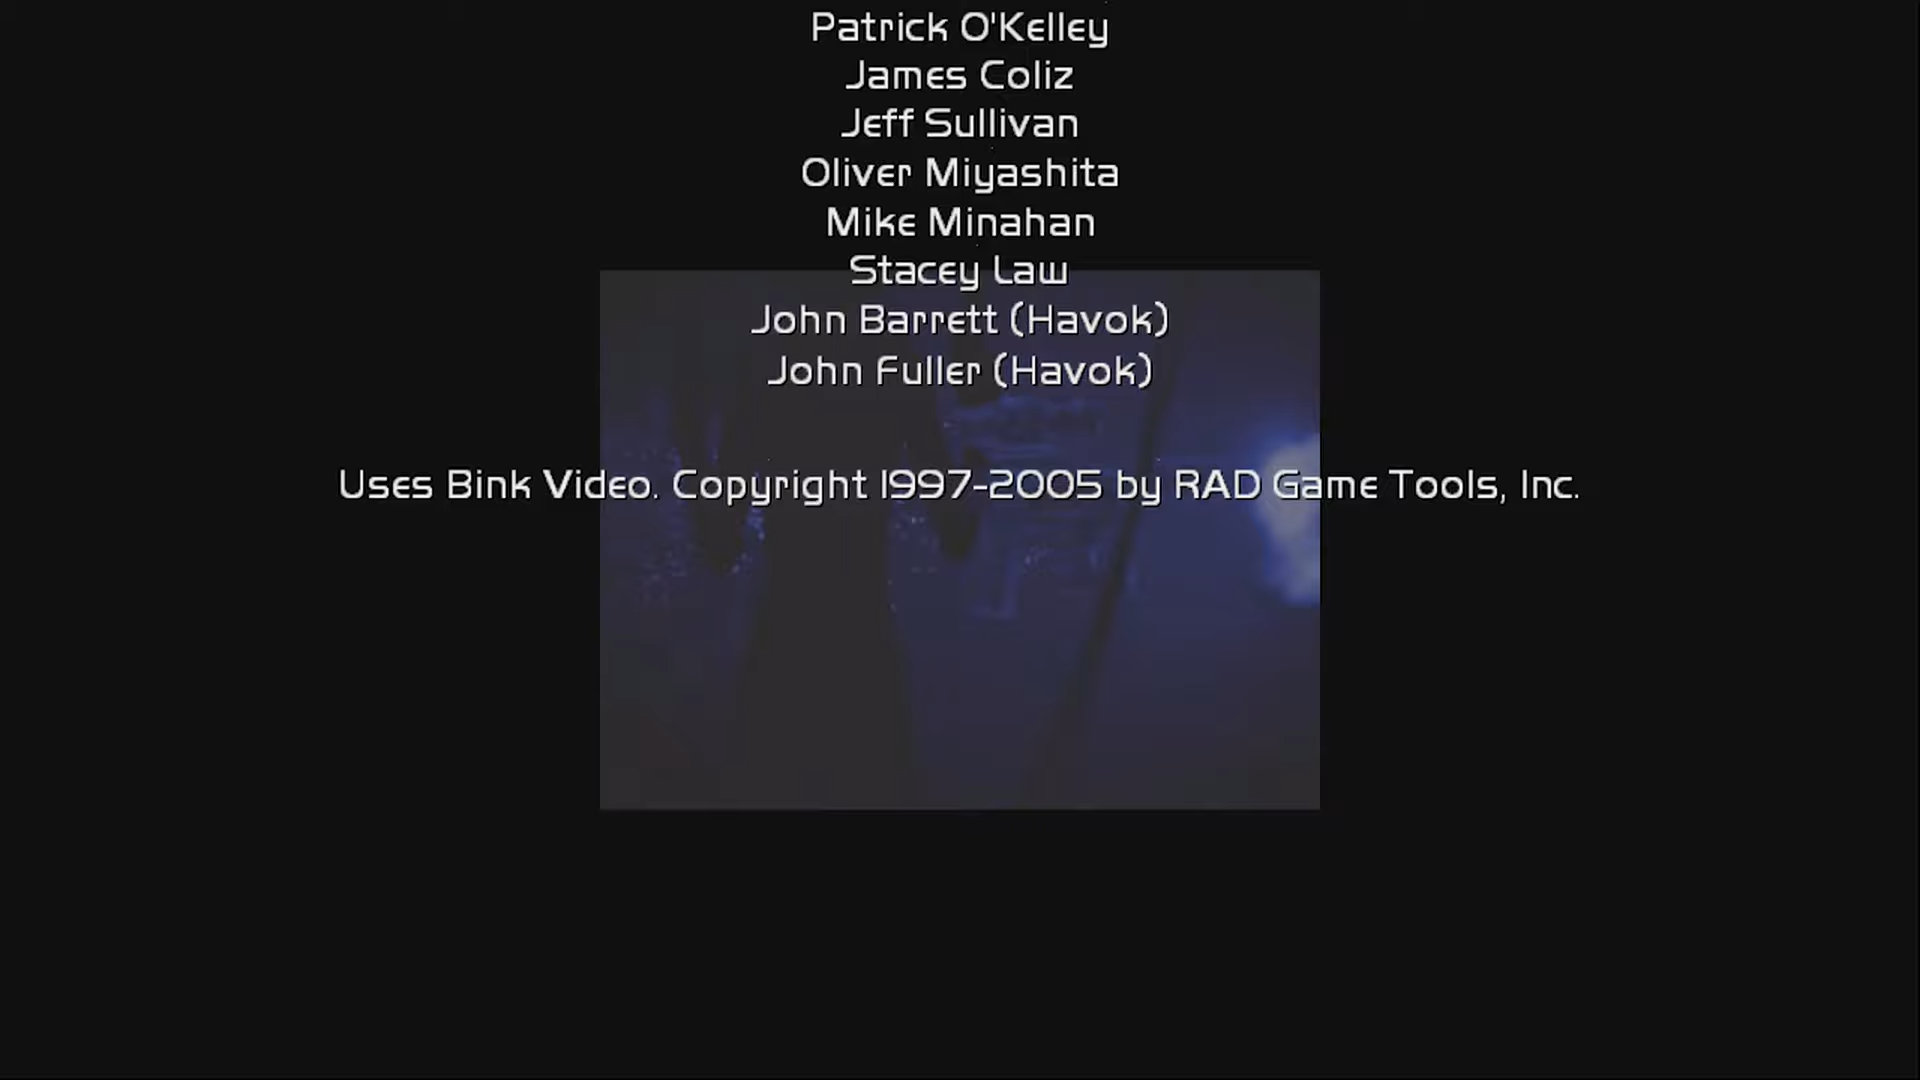 Patrick O'Kelley
James Coliz
Jeff Sullivan
Oliver Miyashita
Mike Minahan
Stacey Law
John Barrett (Havok)
John Fuller (Havok)
Uses Bink Video. Copyright 1997-2005 by RAD Game Tools, Inc.